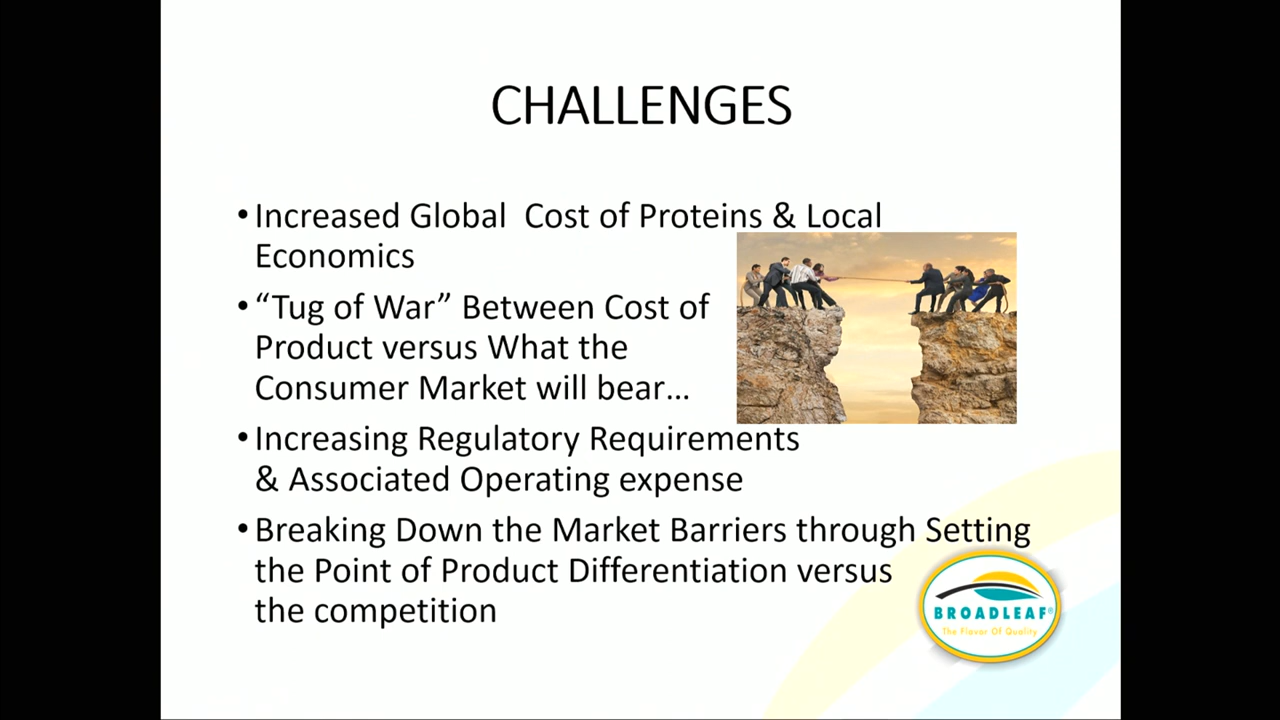 CHALLENGES
• Increased Global  Cost of Proteins & Local
Economics
• “Tug of War” Between Cost of
Product versus What the
Consumer Market will bear...
• Increasing Regulatory Requirements
& Associated Operating expense
• Breaking Down the Market Barriers through Setting
the Point of Product Differentiation versus
the competition
BROADLEAF®
The Flavor Of Quality